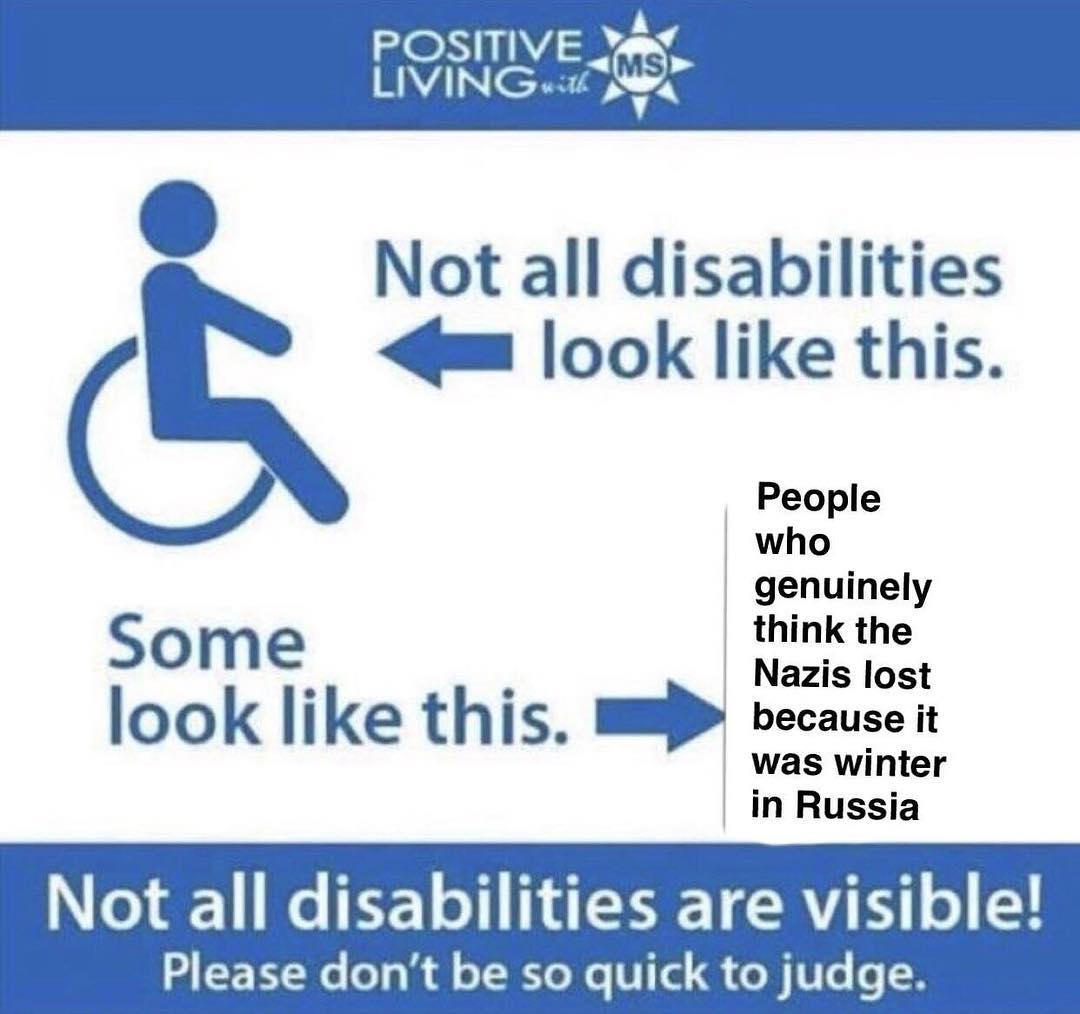 POSITIVE
LIVING with
MS
Not all disabilities
look like this.
Some
look like this.
People
who
genuinely
think the
Nazis lost
because it
was winter
in Russia
Not all disabilities are visible!
Please don't be so quick to judge.